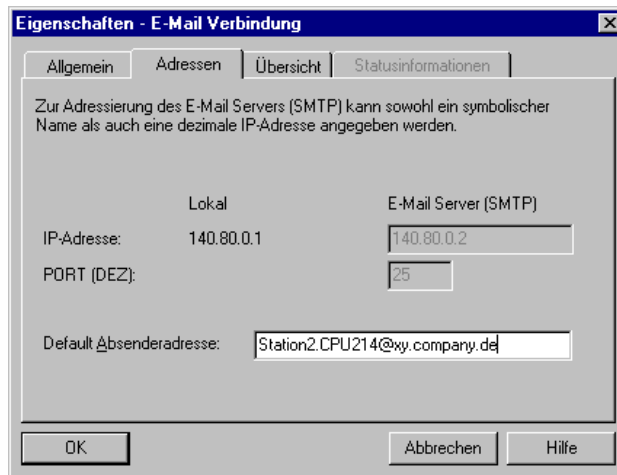 Eigenschaften - E-Mail Verbindung
Allgemein Adressen Übersicht Statusinformationen
Zur Adressierung des E-Mail Servers (SMTP) kann sowohl ein symbolischer
Name als auch eine dezimale IP-Adresse angegeben werden.
Lokal E-Mail Server (SMTP)
IP-Adresse: 140.80.0.1 140.80.0.2
PORT (DEZ): 25
Default Absenderadresse: Station2.CPU214@xy.company.de
OK Abbrechen Hilfe